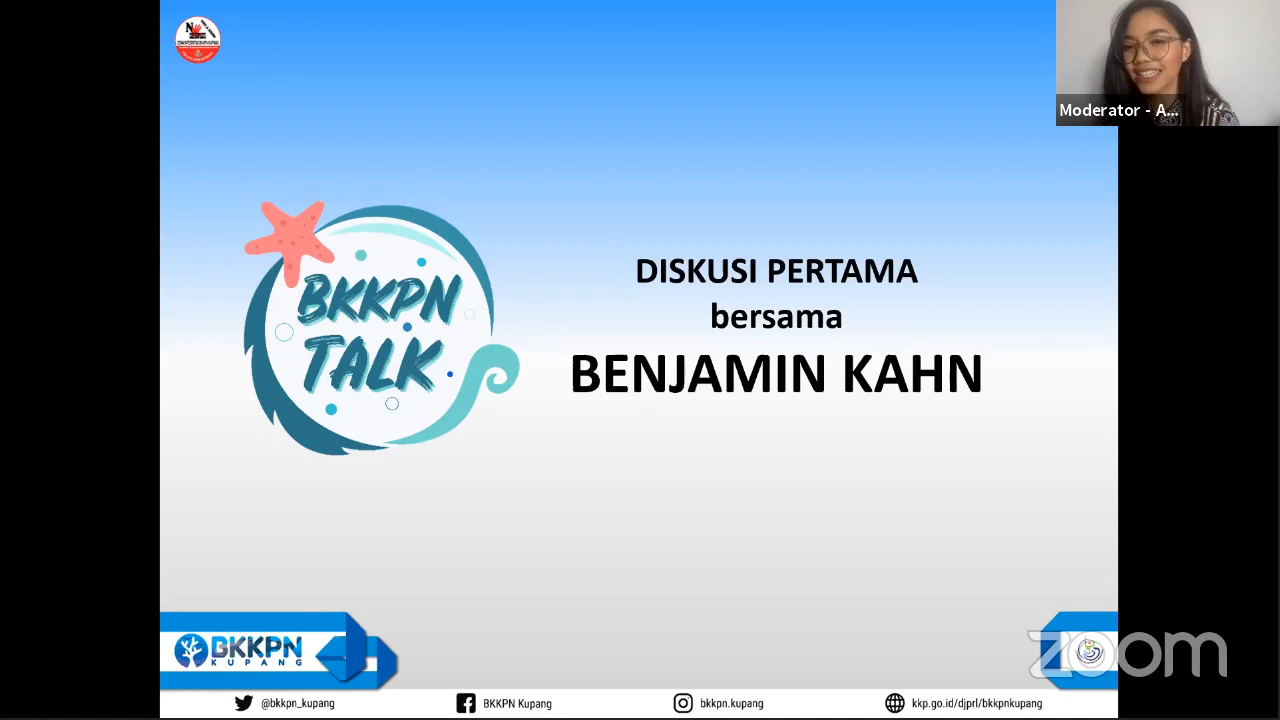 Moderator - A...
BKKPN
TALK
DISKUSI PERTAMA
bersama
BENJAMIN KAHN
BKKPN
KUPANG
zoom
@bkkpn_kupang
BKKPN Kupang
bkkpn.kupang
kkp.go.id/djprl/bkkpnkupang